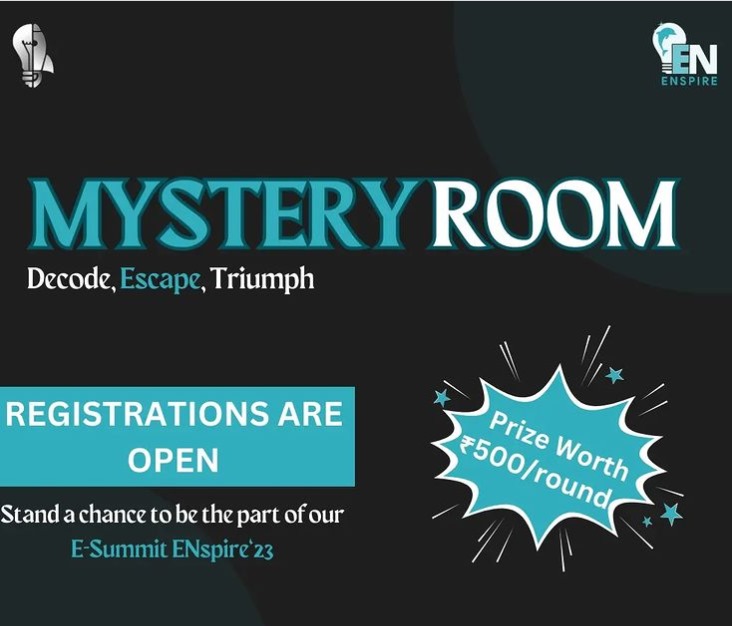 EN
ENSPIRE
MYSTERY ROOM
Decode, Escape, Triumph
REGISTRATIONS ARE
OPEN
Stand a chance to be the part of our
E-Summit ENspire‘23
Prize Worth
₹500/round